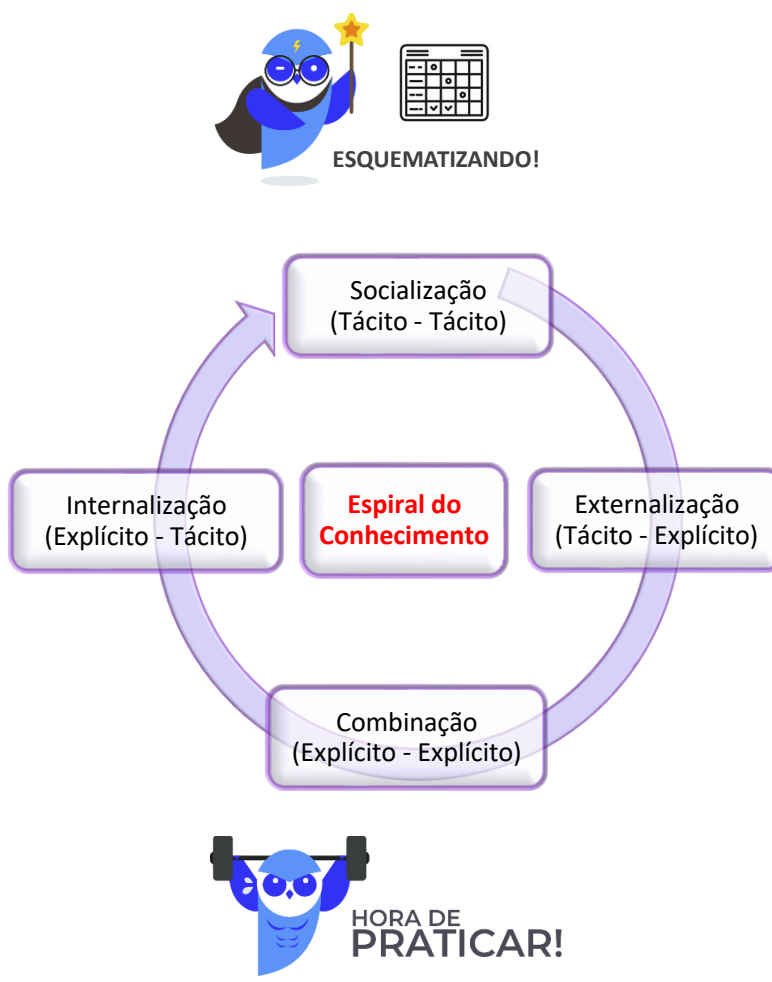 ESQUEMATIZANDO!
Socialização
(Tácito - Tácito)
Internalização
(Explícito - Tácito)
Espiral do
Conhecimento
Externalização
(Tácito - Explícito)
Combinação
(Explícito - Explícito)
HORA DE
PRATICAR!